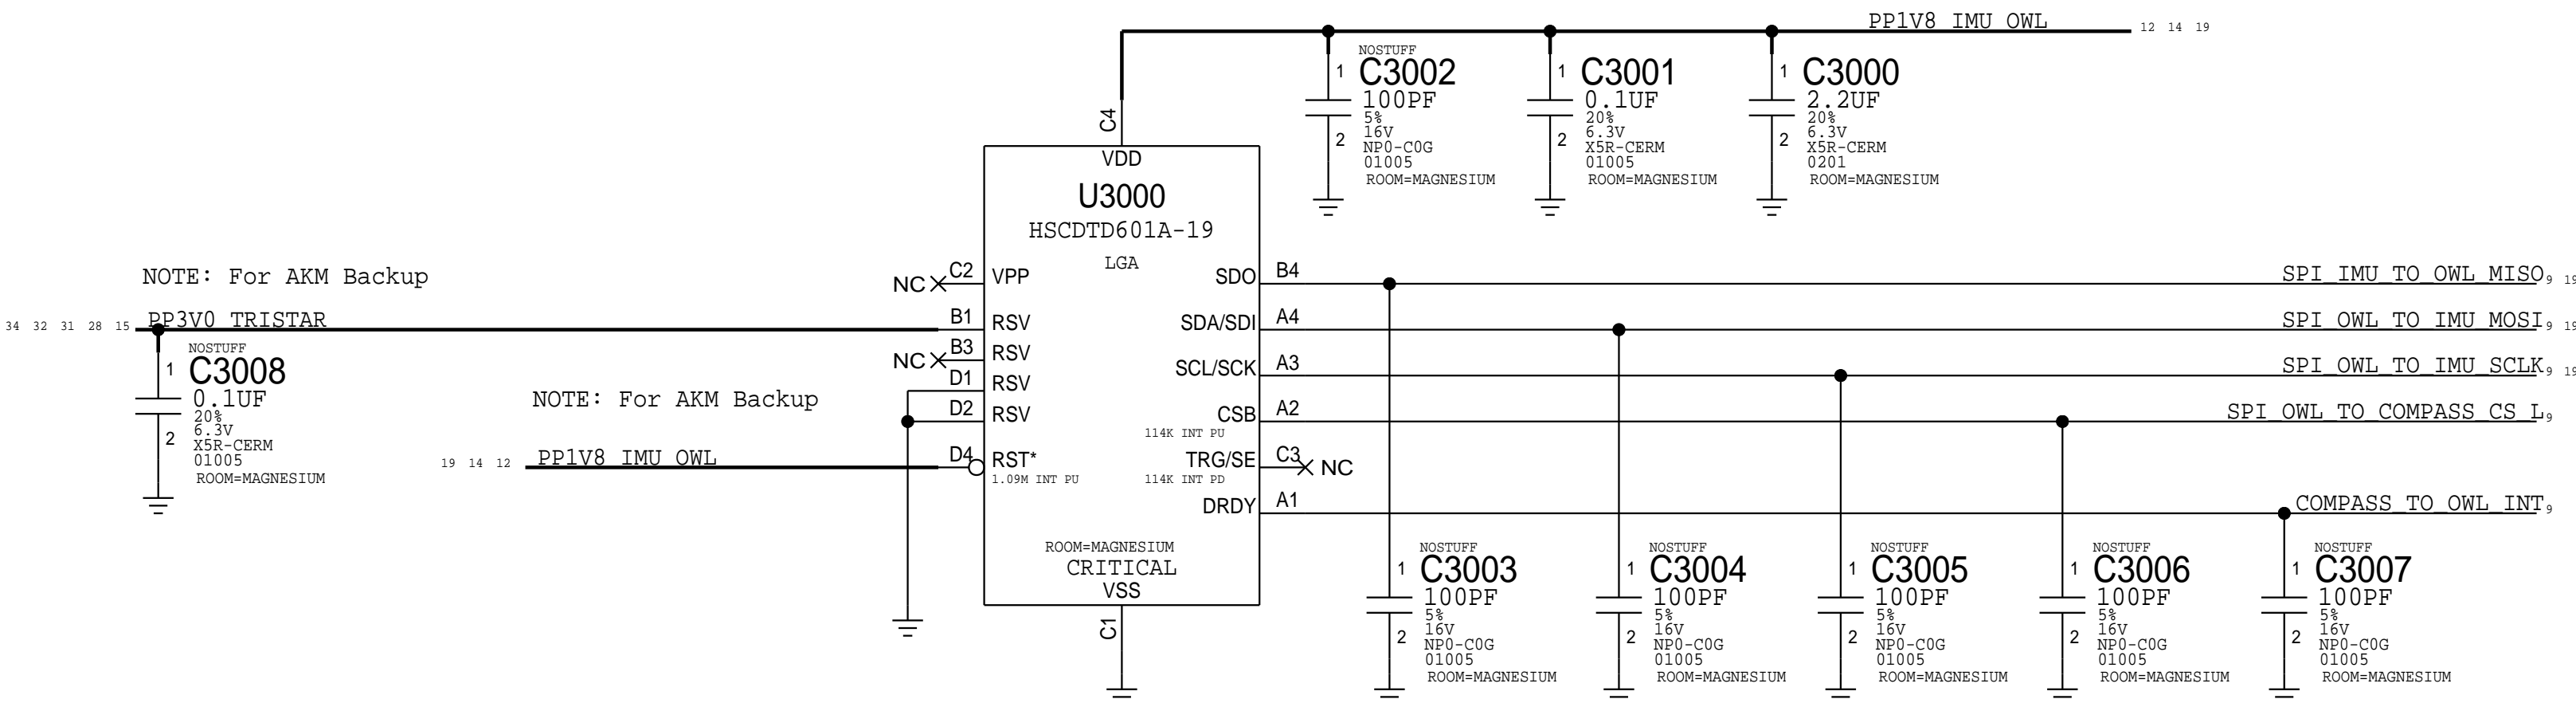 PP1V8 IMU OWL
12 14 19
NOSTUFF
C3002
100PF
5%
16V
NP0-C0G
01005
ROOM=MAGNESIUM
1
2
C3001
0.1UF
20%
6.3V
X5R-CERM
01005
ROOM=MAGNESIUM
1
2
C3000
2.2UF
20%
6.3V
X5R-CERM
0201
ROOM=MAGNESIUM
1
2
C4
VDD
U3000
HSCDTD601A-19
LGA
NOTE: For AKM Backup
NC
C2
VPP
SDO
B4
SPI_IMU_TO_OWL_MISO
9 19
34 32 31 28 15
PP3V0 TRISTAR
B1
RSV
SDA/SDI
A4
SPI_OWL_TO_IMU_MOSI
9 19
NC
B3
RSV
D1
RSV
SCL/SCK
A3
SPI_OWL_TO_IMU_SCLK
9 19
NOSTUFF
C3008
0.1UF
20%
6.3V
X5R-CERM
01005
ROOM=MAGNESIUM
1
2
NOTE: For AKM Backup
D2
RSV
CSB
A2
114K INT PU
SPI_OWL_TO_COMPASS_CS_L
9
19 14 12
PP1V8 IMU OWL
D4
RST*
1.09M INT PU
TRG/SE
114K INT PD
C3
NC
DRDY
A1
COMPASS_TO_OWL_INT
9
ROOM=MAGNESIUM
CRITICAL
VSS
C1
NOSTUFF
C3003
100PF
5%
16V
NP0-C0G
01005
ROOM=MAGNESIUM
1
2
NOSTUFF
C3004
100PF
5%
16V
NP0-C0G
01005
ROOM=MAGNESIUM
1
2
NOSTUFF
C3005
100PF
5%
16V
NP0-C0G
01005
ROOM=MAGNESIUM
1
2
NOSTUFF
C3006
100PF
5%
16V
NP0-C0G
01005
ROOM=MAGNESIUM
1
2
NOSTUFF
C3007
100PF
5%
16V
NP0-C0G
01005
ROOM=MAGNESIUM
1
2